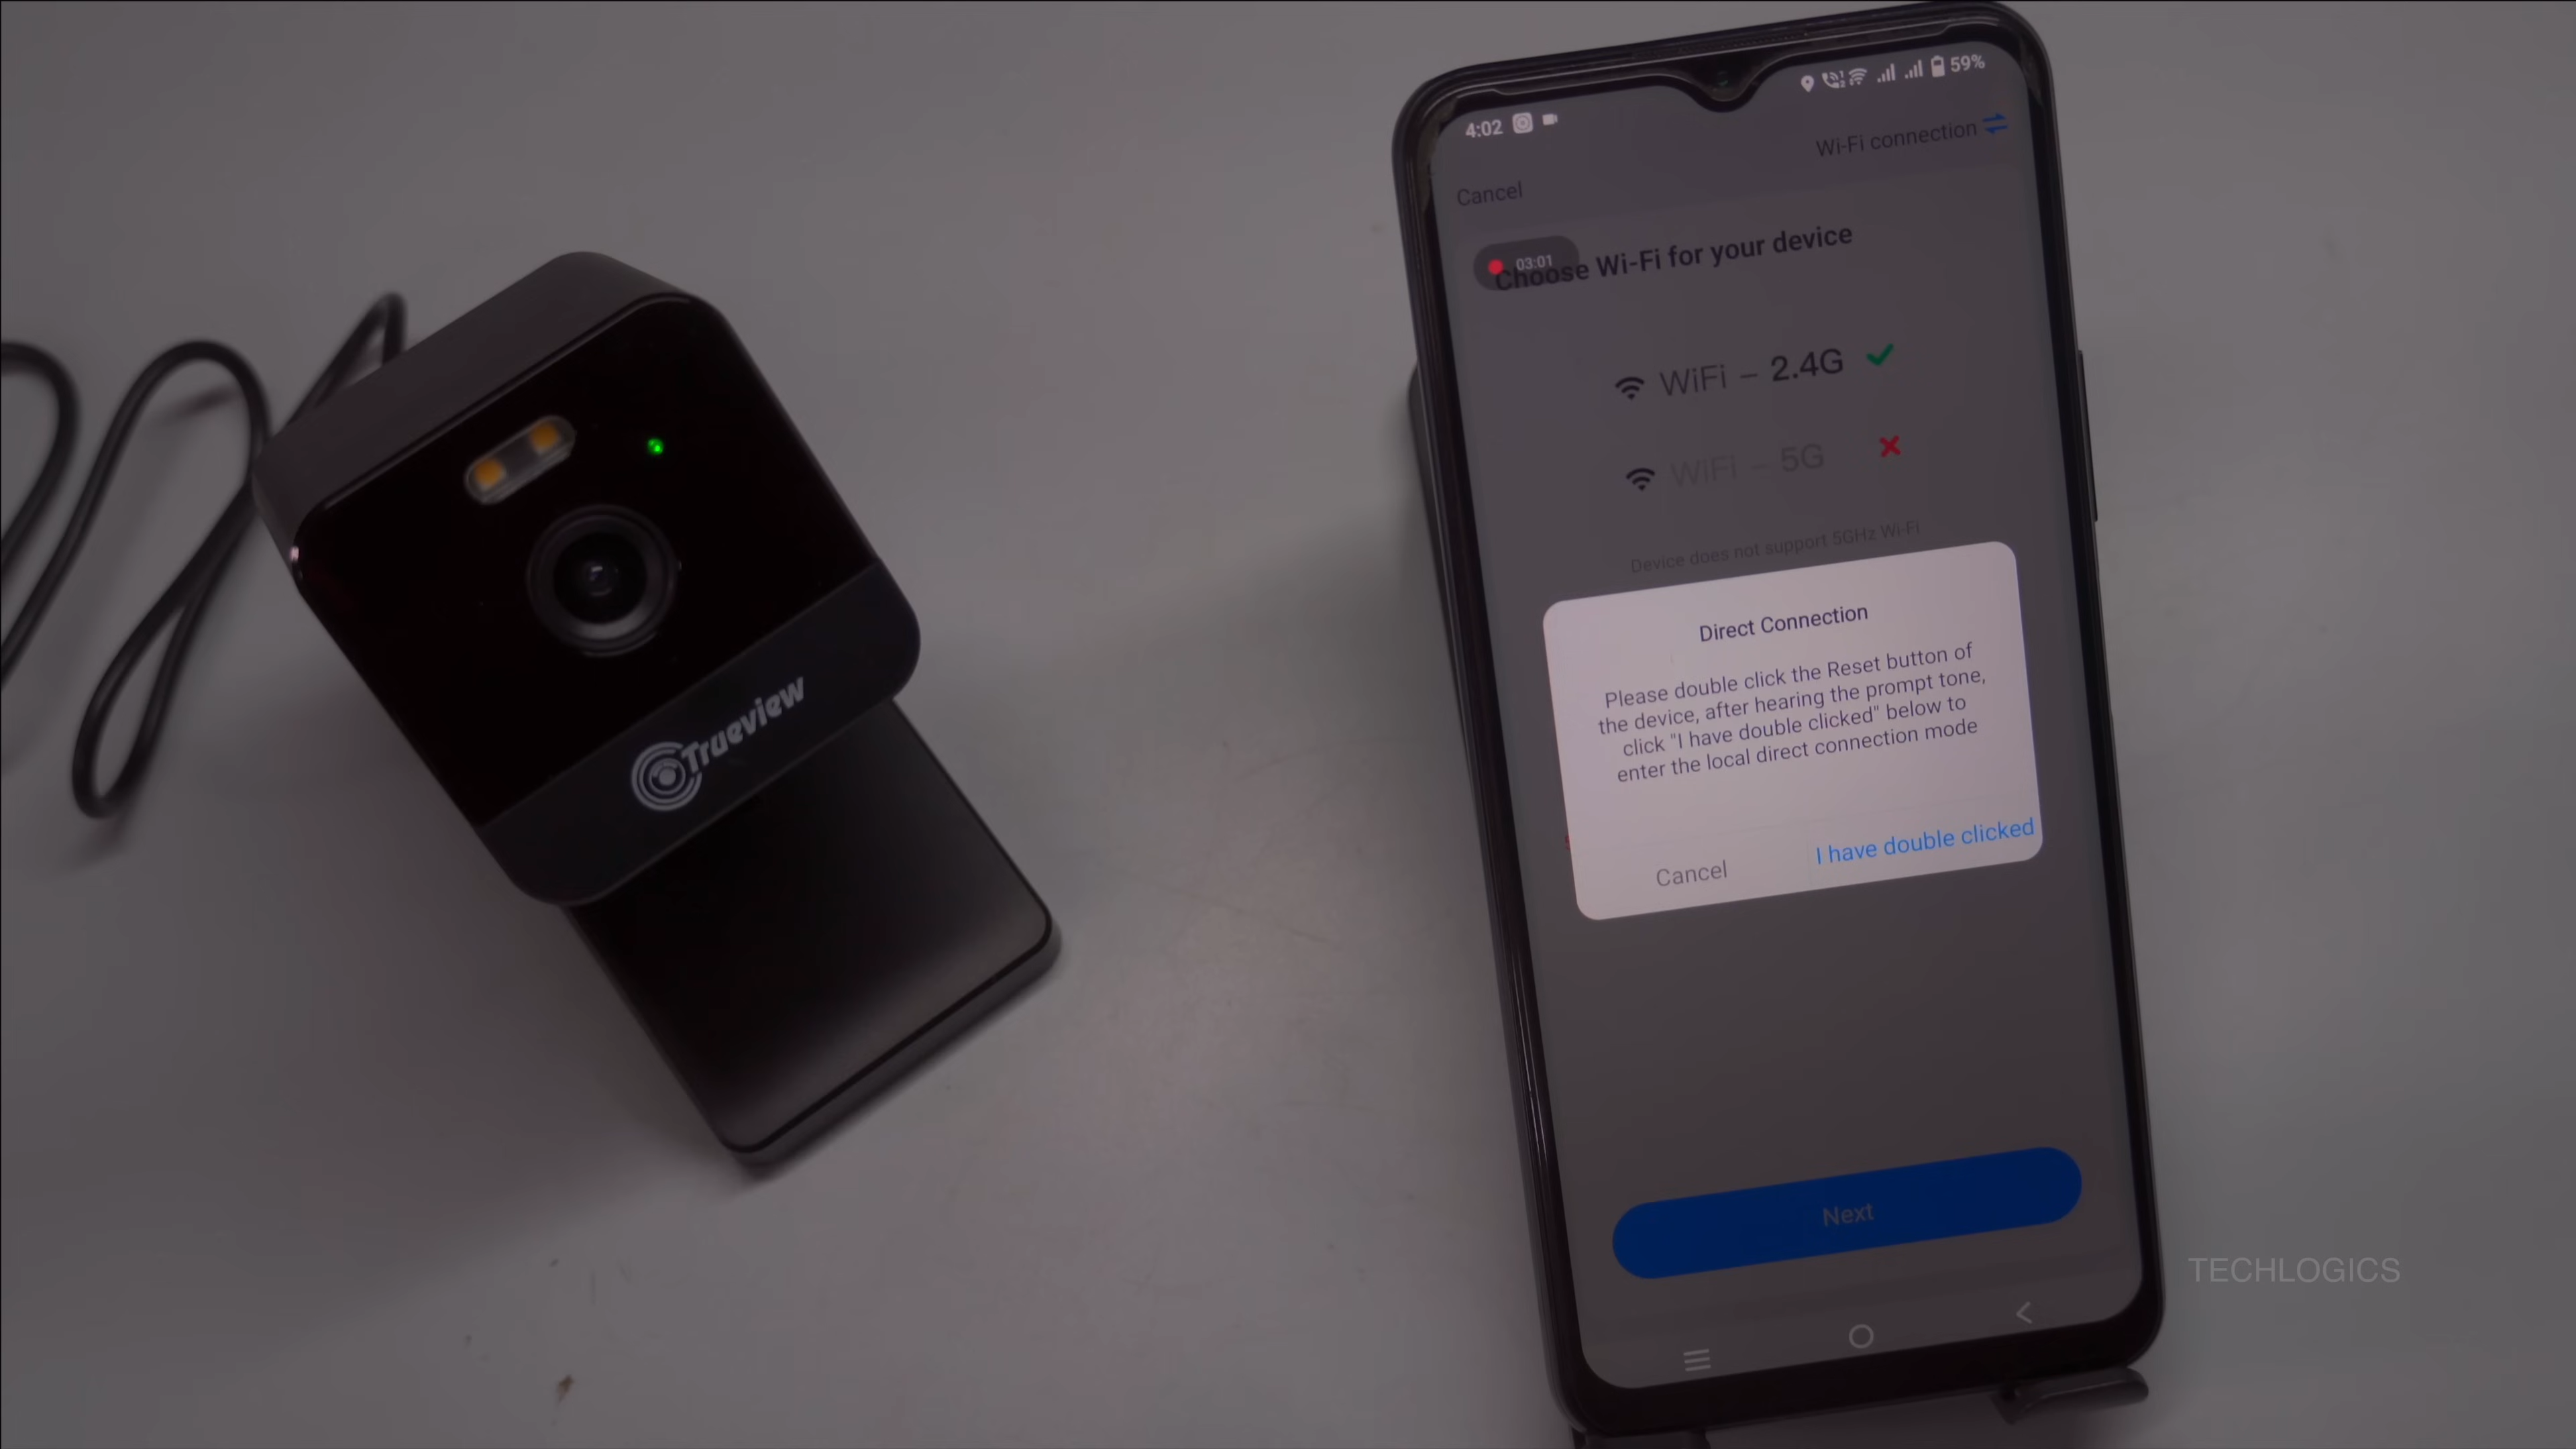 Trueview
4:02
59%
Wi-Fi connection
Cancel
03:01
Choose Wi-Fi for your device
WiFi – 2.4G
WiFi – 5G
Device does not support 5GHz Wi-Fi
Direct Connection
Please double click the Reset button of
the device, after hearing the prompt tone,
click "I have double clicked" below to
enter the local direct connection mode
Cancel
I have double clicked
Next
TECHLOGICS